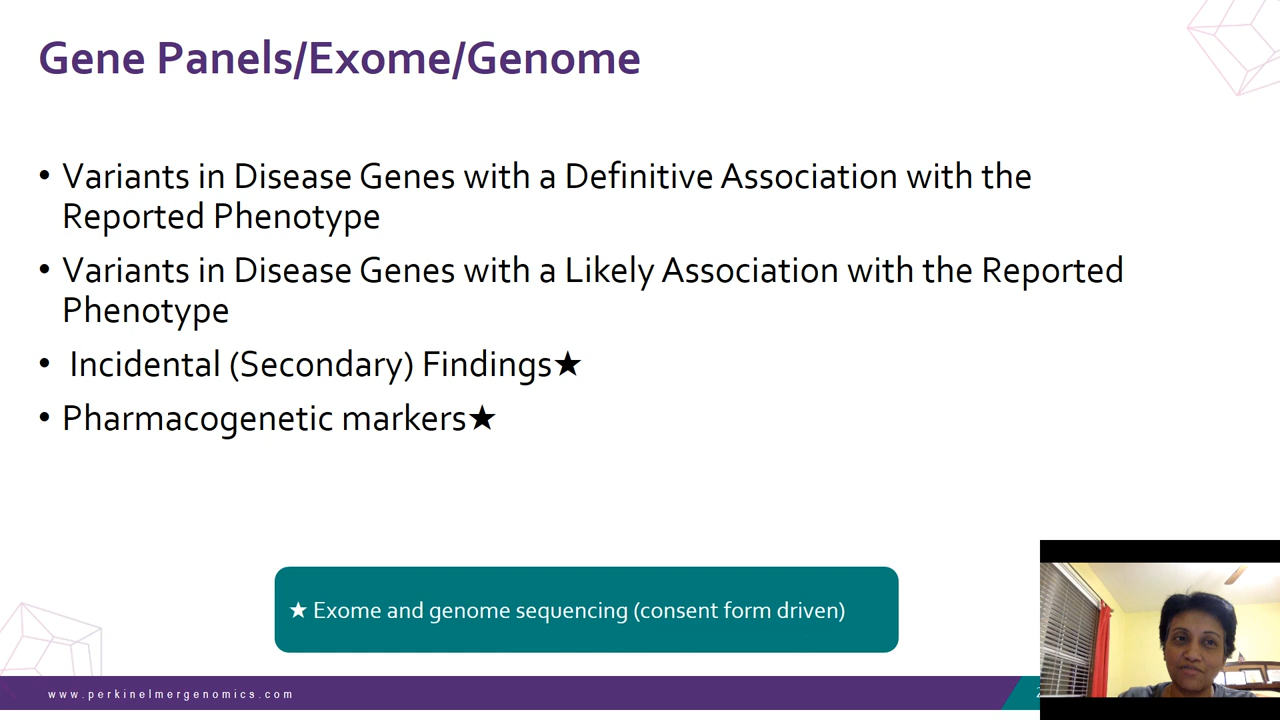 Gene Panels/Exome/Genome
• Variants in Disease Genes with a Definitive Association with the
Reported Phenotype
• Variants in Disease Genes with a Likely Association with the Reported
Phenotype
• Incidental (Secondary) Findings★
• Pharmacogenetic markers★
★ Exome and genome sequencing (consent form driven)
www.perkinelmergenomics.com